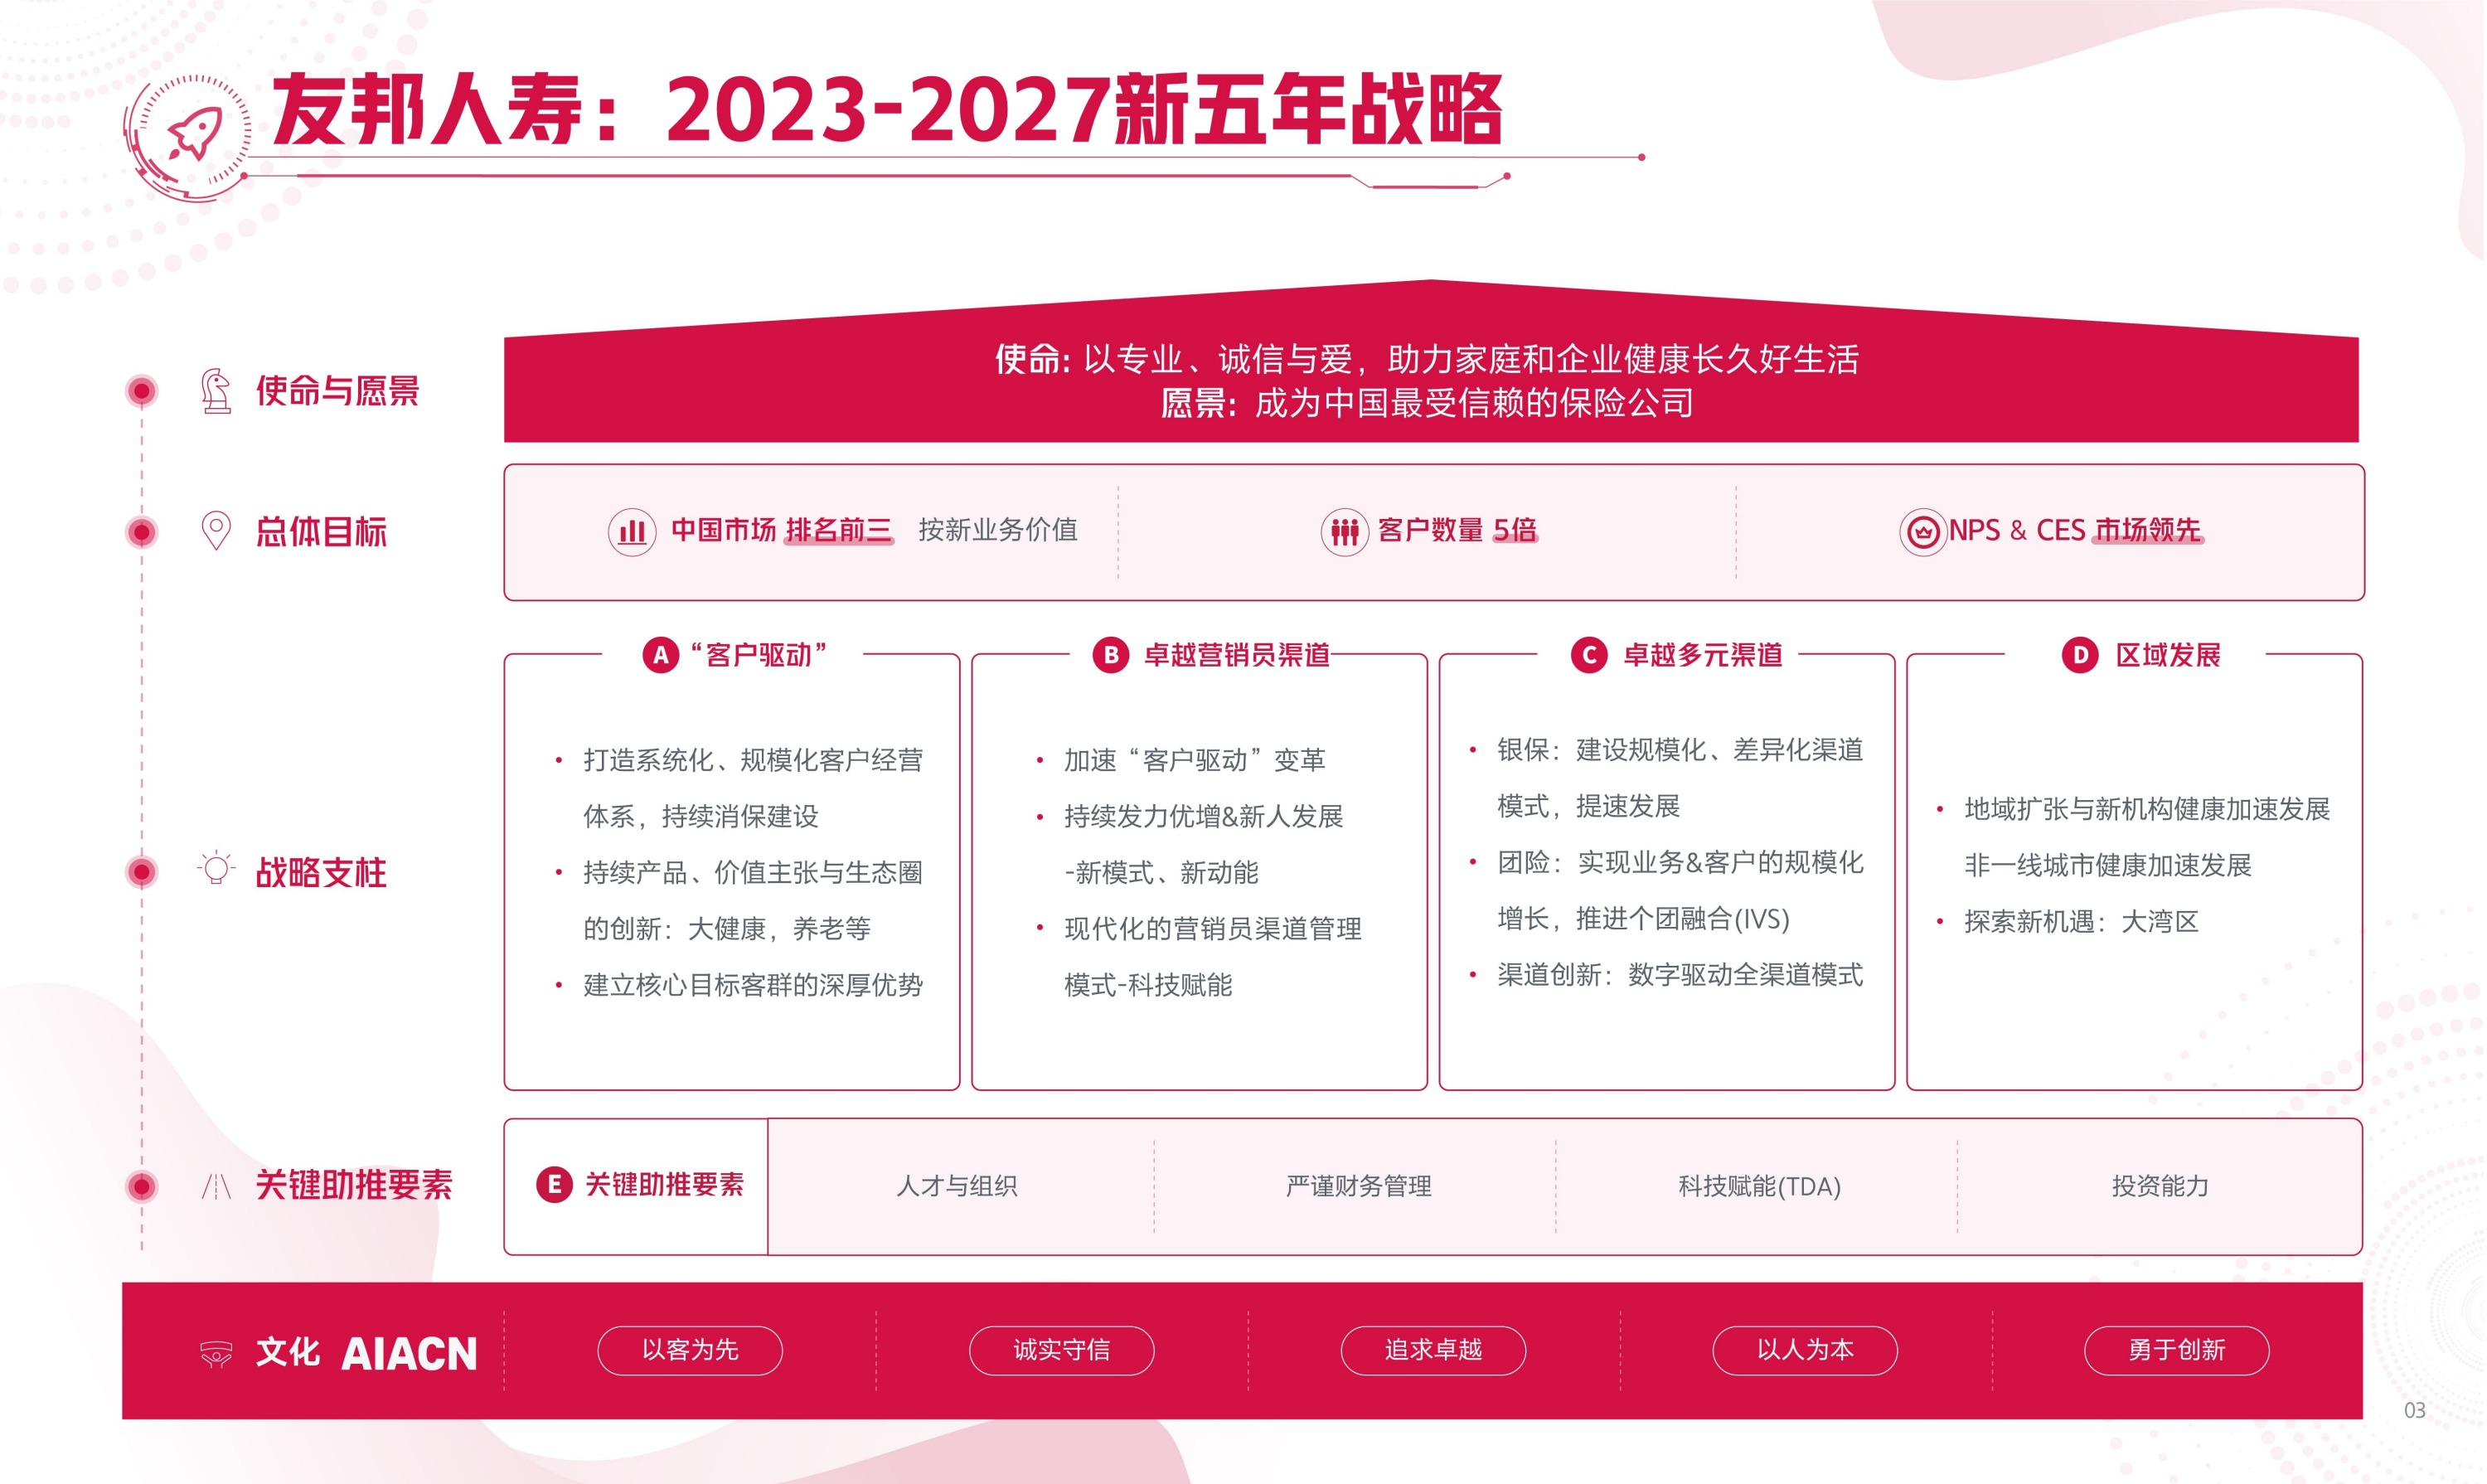 友邦人寿：2023-2027新五年战略
使命与愿景
使命：以专业、诚信与爱，助力家庭和企业健康长久好生活
愿景：成为中国最受信赖的保险公司
总体目标
中国市场 排名前三 按新业务价值
客户数量 5倍
NPS & CES 市场领先
战略支柱
A “客户驱动”
• 打造系统化、规模化客户经营
体系，持续消保建设
• 持续产品、价值主张与生态圈
的创新：大健康，养老等
• 建立核心目标客群的深厚优势
B 卓越营销员渠道
• 加速“客户驱动”变革
• 持续发力优增&新人发展
-新模式、新动能
• 现代化的营销员渠道管理
模式-科技赋能
C 卓越多元渠道
• 银保：建设规模化、差异化渠道
模式，提速发展
• 团险：实现业务&客户的规模化
增长，推进个团融合(IVS)
• 渠道创新：数字驱动全渠道模式
D 区域发展
• 地域扩张与新机构健康加速发展
非一线城市健康加速发展
• 探索新机遇：大湾区
关键助推要素
E 关键助推要素
人才与组织
严谨财务管理
科技赋能(TDA)
投资能力
文化 AIACN
以客为先
诚实守信
追求卓越
以人为本
勇于创新
03